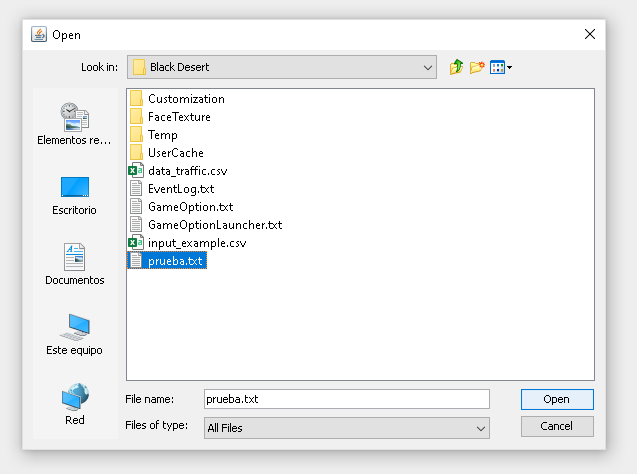 Open
Look in:
Black Desert
Elementos re...
Escritorio
Documentos
Este equipo
Red
Customization
FaceTexture
Temp
UserCache
data_traffic.csv
EventLog.txt
GameOption.txt
GameOptionLauncher.txt
input_example.csv
prueba.txt
File name:
prueba.txt
Open
Files of type:
All Files
Cancel